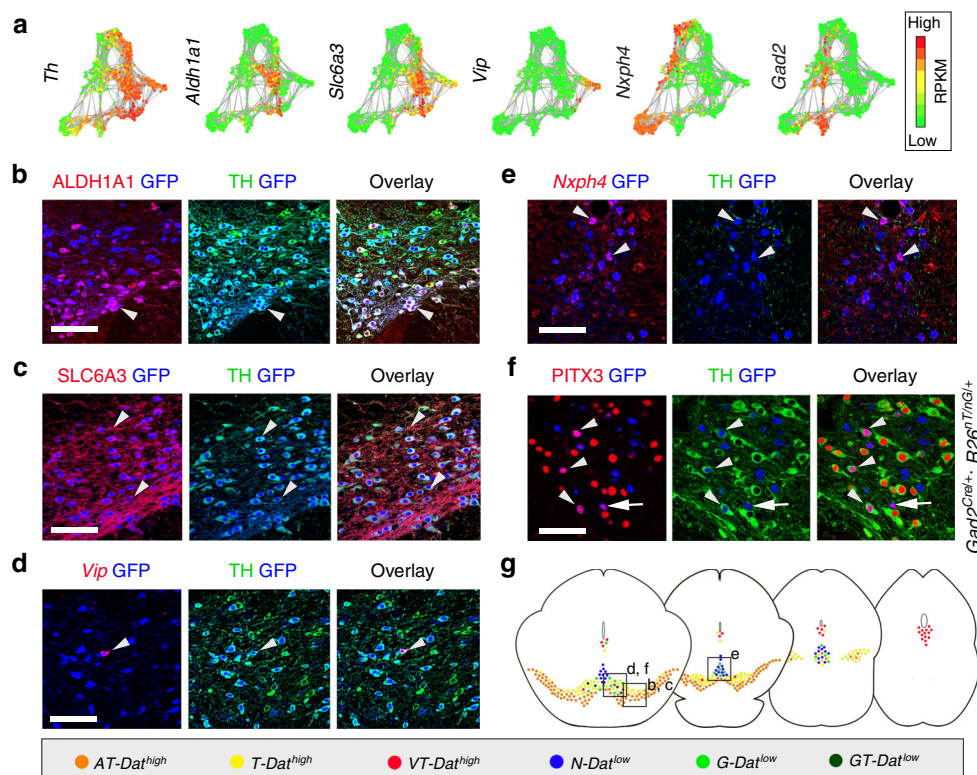 a
Th
Aldh1a1
Slc6a3
Vip
Nxph4
Gad2
High
RPKM
Low
b
ALDH1A1 GFP
TH GFP
Overlay
c
SLC6A3 GFP
TH GFP
Overlay
d
Vip GFP
TH GFP
Overlay
e
Nxph4 GFP
TH GFP
Overlay
f
PITX3 GFP
TH GFP
Overlay
Gad2Cre/+; R26nT/nG/+
g
d, f
b, c
e
AT-Dathigh
T-Dathigh
VT-Dathigh
N-Datlow
G-Datlow
GT-Datlow